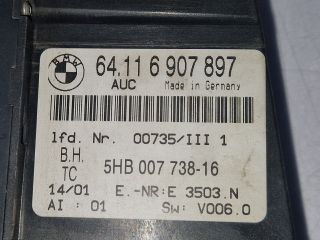 BMW
64.11 6 907 897
AUC Made in Germany
lfd. Nr. 00735/III 1
B.H.
TC 5HB 007 738-16
14/01 E.-NR:E 3503.N
AI : 01 SW: V006.0